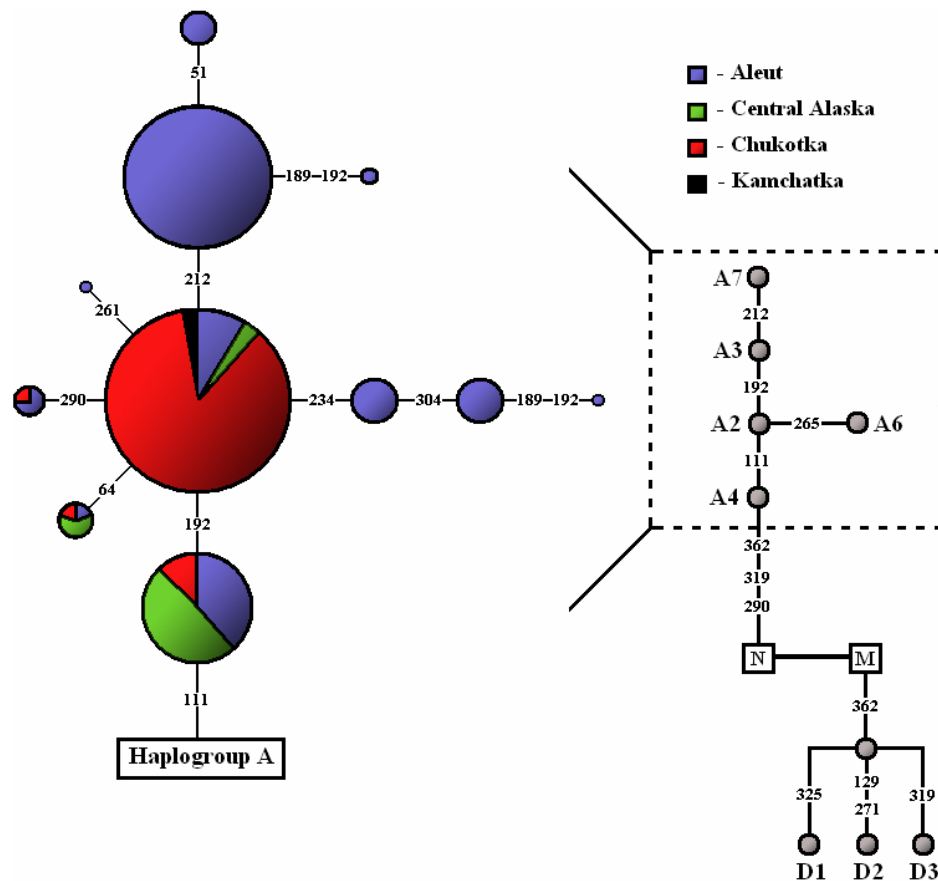 51
189 192
212
261
290
234 304 189 192
64
192
111
Haplogroup A
- Aleut
- Central Alaska
- Chukotka
- Kamchatka
A7
212
A3
192
A2 265 A6
111
A4
362
319
290
N M
362
325 129 319
271
D1 D2 D3